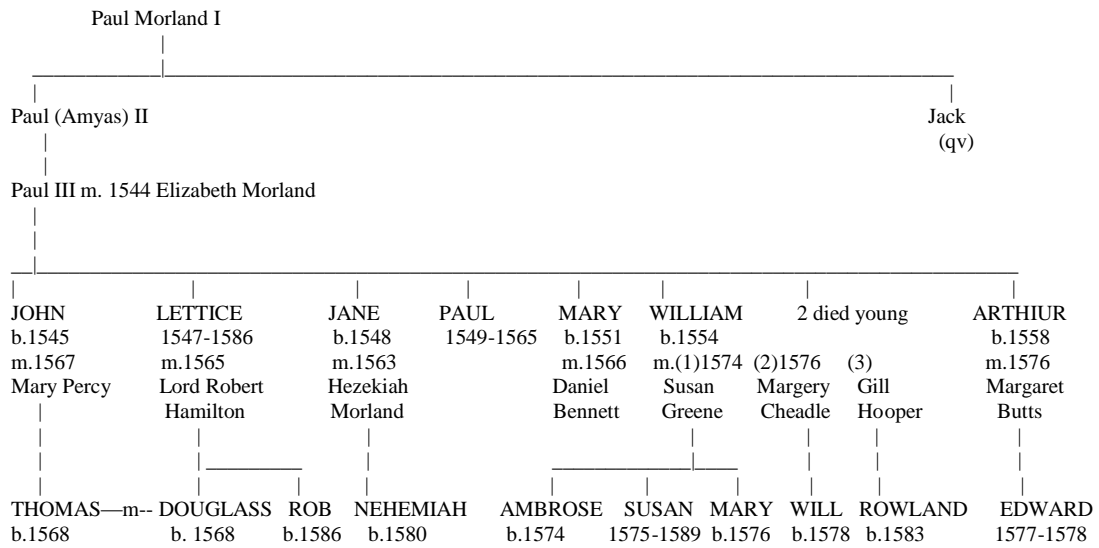 Paul Morland I
Paul (Amyas) II Jack
(qv)
Paul III m. 1544 Elizabeth Morland
JOHN LETTICE JANE PAUL MARY WILLIAM 2 died young ARTHIUR
b.1545 1547-1586 b.1548 1549-1565 b.1551 b.1554 b.1558
m.1567 m.1565 m.1563 m.1566 m.(1)1574 (2)1576 (3) m.1576
Mary Percy Lord Robert Hezekiah Daniel Susan Margery Gill Margaret
Hamilton Morland Bennett Greene Cheadle Hooper Butts
THOMAS—m-- DOUGLASS ROB NEHEMIAH AMBROSE SUSAN MARY WILL ROWLAND EDWARD
b.1568 b. 1568 b.1586 b.1580 b.1574 1575-1589 b.1576 b.1578 b.1583 1577-1578